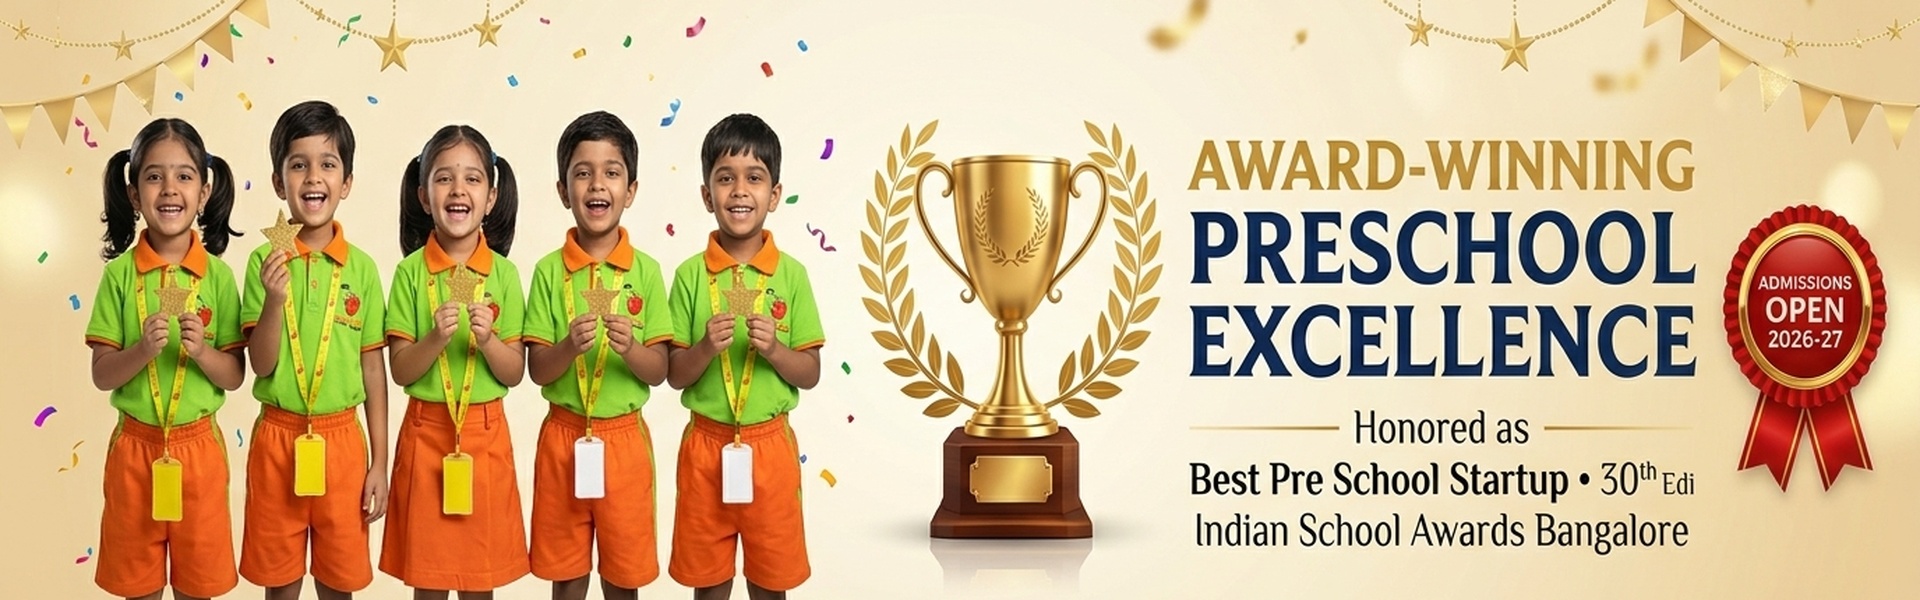 AWARD-WINNING
PRESCHOOL
EXCELLENCE
Honored as
Best Pre School Startup • 30th Edi
Indian School Awards Bangalore
ADMISSIONS
OPEN
2026-27